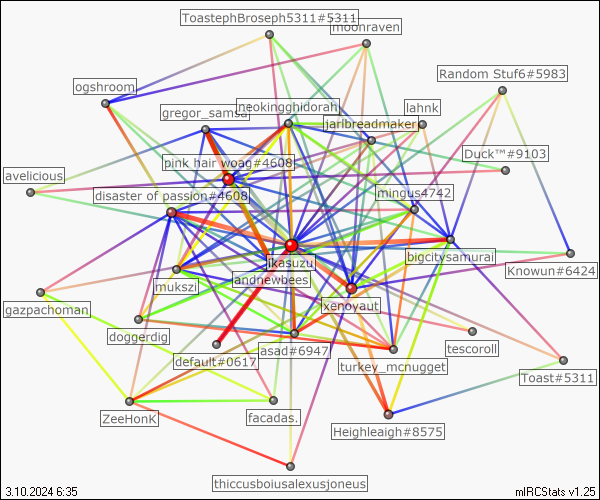 ToastephBroseph5311#5311
moonraven
Random Stuf6#5983
ogshroom
gregor_samsa
neokingghidorah
lahnk
jarlbreadmaker
Duck™#9103
pink hair woag#4608
avelicious
disaster of passion#4608
mingus4742
ikasuzu
bigcitysamurai
Knowun#6424
mukszi
andnewbees
xenoyaut
gazpachoman
doggerdig
default#0617
asad#6947
tescoroll
turkey_mcnugget
Toast#5311
ZeeHonK
facadas.
Heighleaigh#8575
thiccusboiusalexusjoneus
3.10.2024 6:35
mIRCStats v1.25